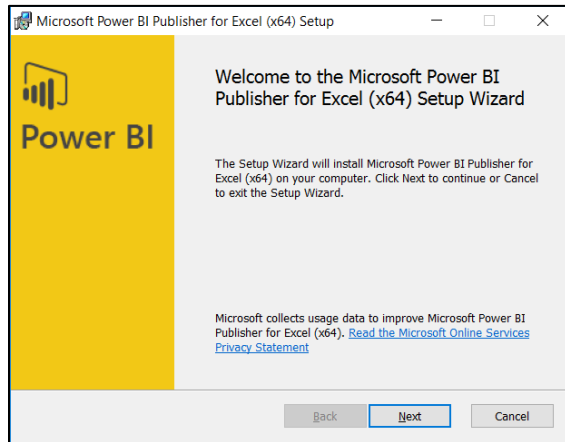 Microsoft Power BI Publisher for Excel (x64) Setup
Power BI
Welcome to the Microsoft Power BI
Publisher for Excel (x64) Setup Wizard
The Setup Wizard will install Microsoft Power BI Publisher for
Excel (x64) on your computer. Click Next to continue or Cancel
to exit the Setup Wizard.
Microsoft collects usage data to improve Microsoft Power BI
Publisher for Excel (x64). Read the Microsoft Online Services
Privacy Statement
Back
Next
Cancel